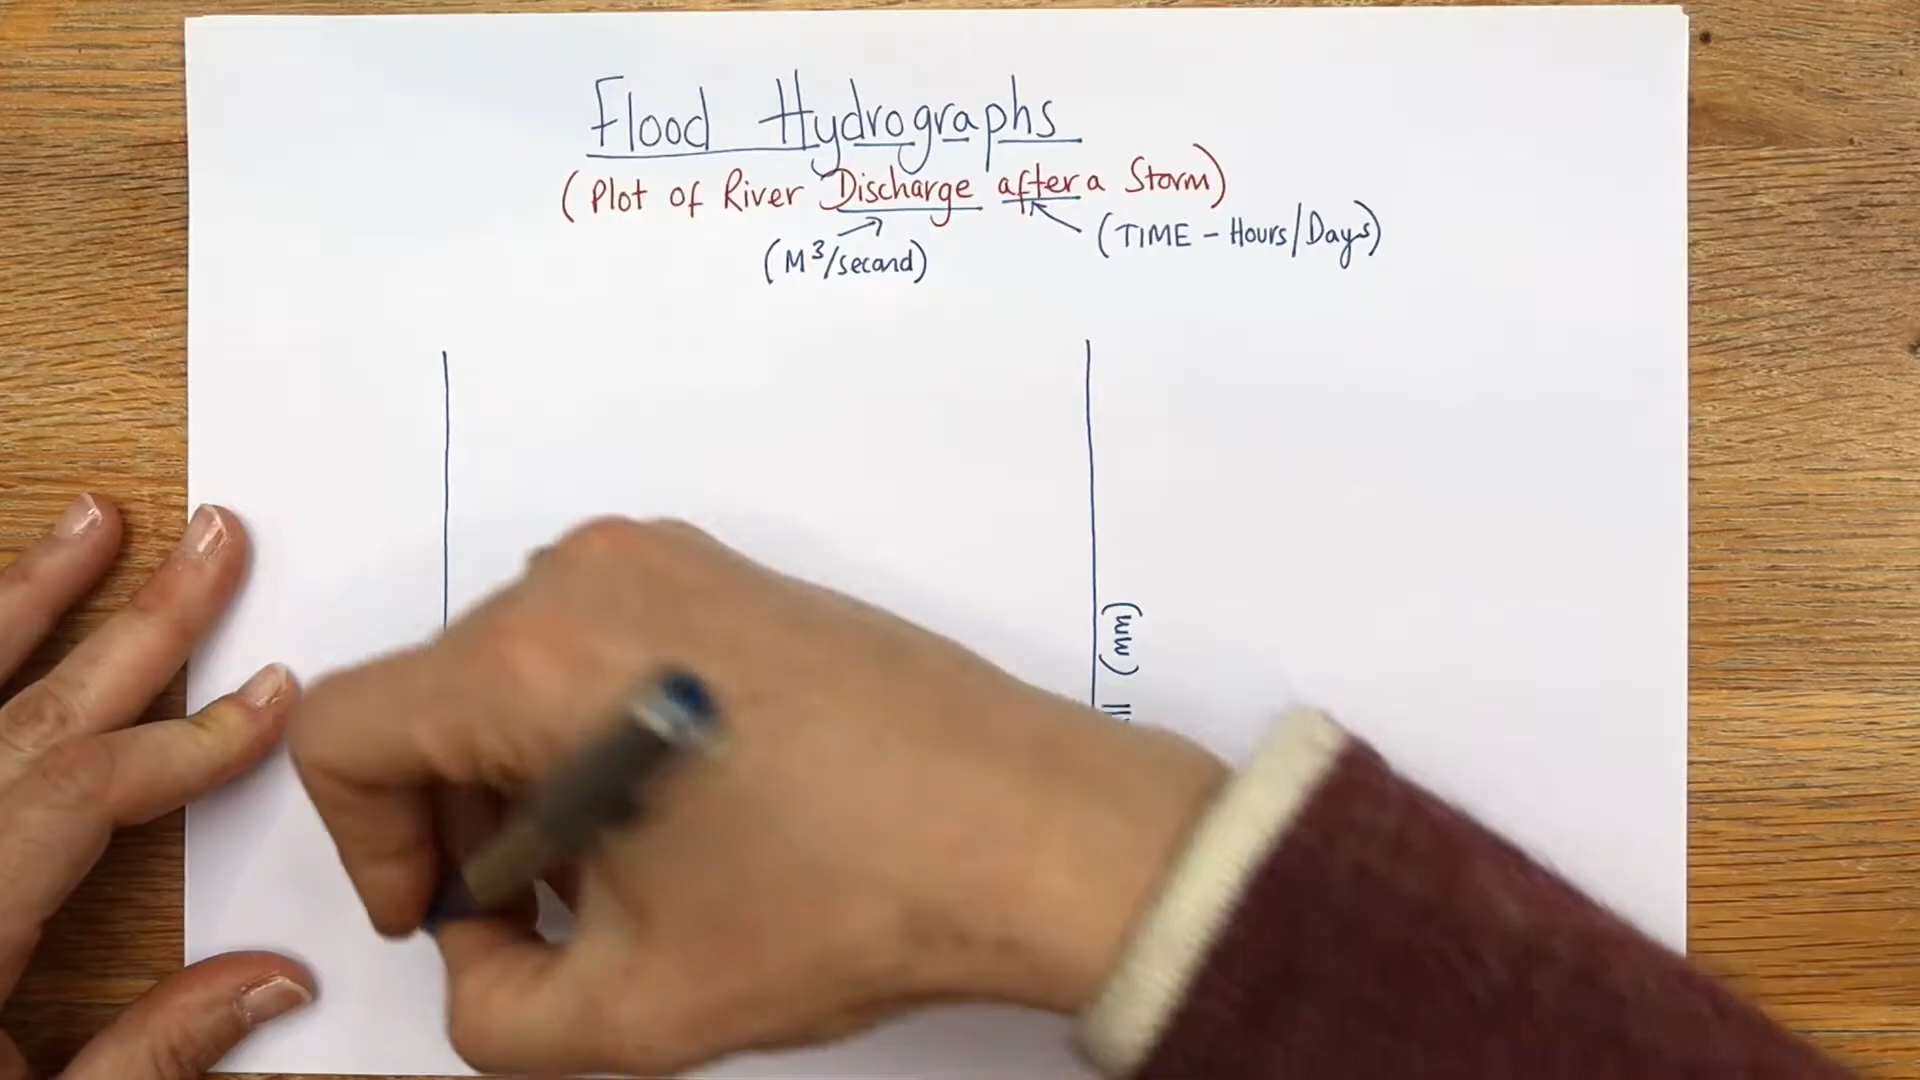 Flood Hydrographs
(Plot of River Discharge after a Storm)
(M³/second)
(TIME - Hours/Days)
(mm)